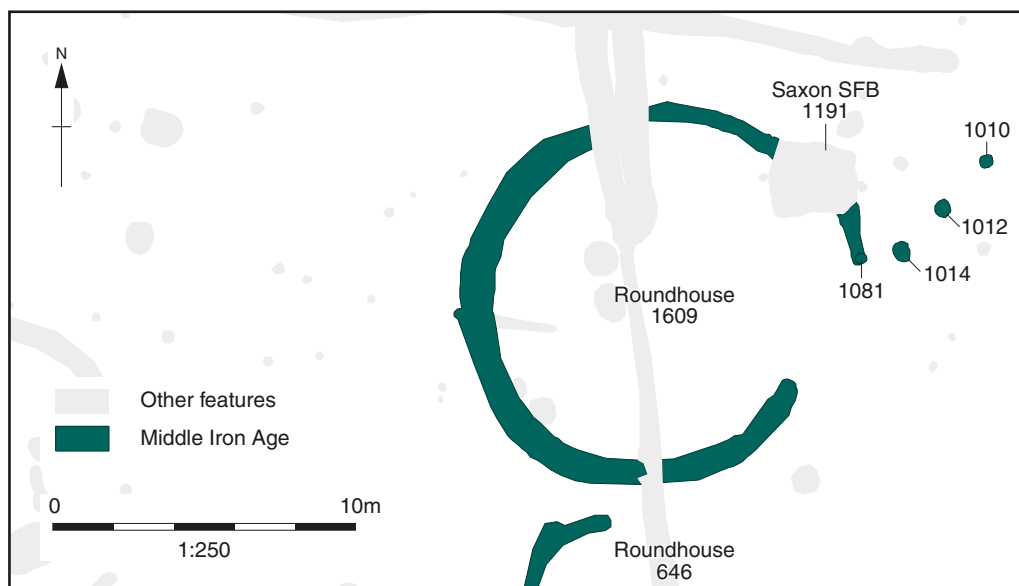 N
Saxon SFB
1191
1010
1012
1014
1081
Roundhouse
1609
Other features
Middle Iron Age
0 10m
1:250
Roundhouse
646